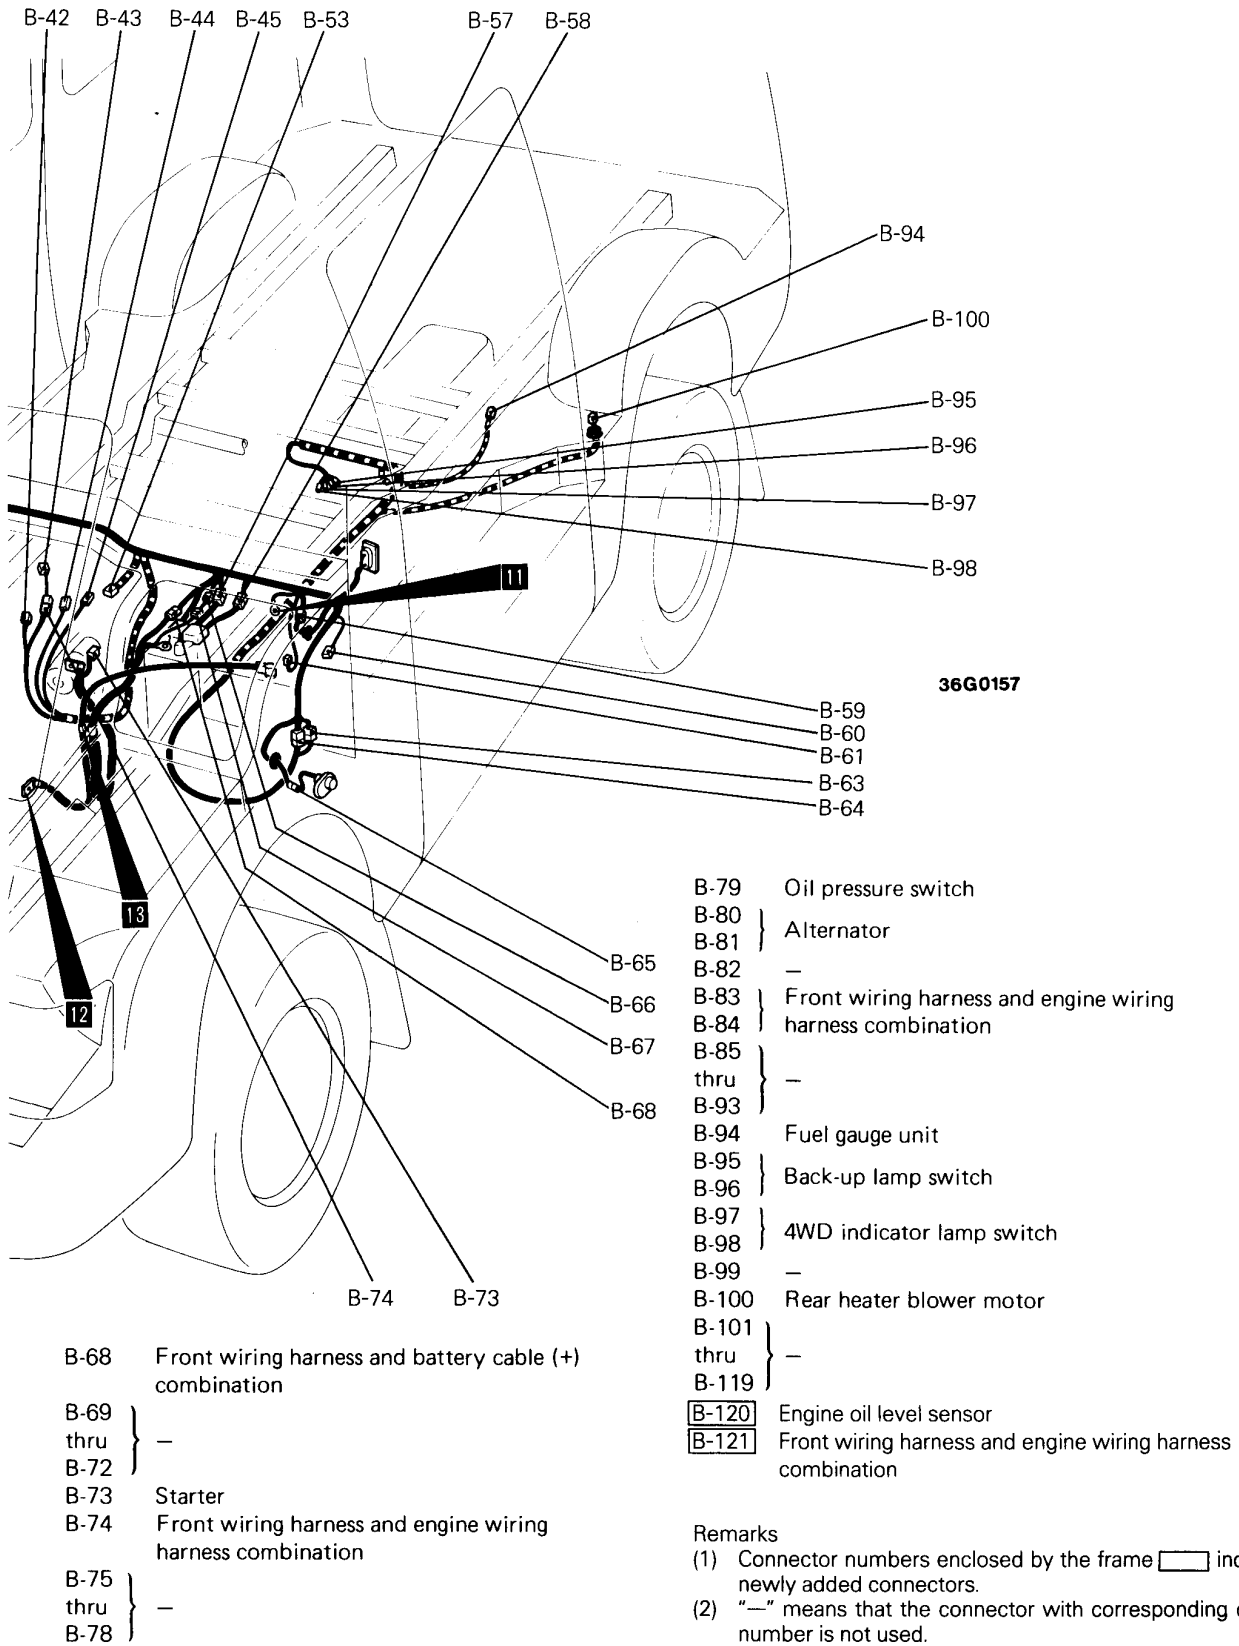 B-42 B-43 B-44 B-45 B-53 B-57 B-58
B-94
B-100
B-95
B-96
B-97
B-98
11
36G0157
B-59
B-60
B-61
B-63
B-64
13
12
B-65
B-66
B-67
B-68
B-74 B-73
B-68 Front wiring harness and battery cable (+)
combination
B-69
thru –
B-72
B-73 Starter
B-74 Front wiring harness and engine wiring
harness combination
B-75
thru –
B-78
B-79 Oil pressure switch
B-80
B-81 Alternator
B-82 –
B-83 Front wiring harness and engine wiring
B-84 harness combination
B-85
thru –
B-93
B-94 Fuel gauge unit
B-95
B-96 Back-up lamp switch
B-97
B-98 4WD indicator lamp switch
B-99 –
B-100 Rear heater blower motor
B-101
thru –
B-119
B-120 Engine oil level sensor
B-121 Front wiring harness and engine wiring harness
combination
Remarks
(1) Connector numbers enclosed by the frame
newly added connectors.
(2) "—" means that the connector with corresponding
number is not used.